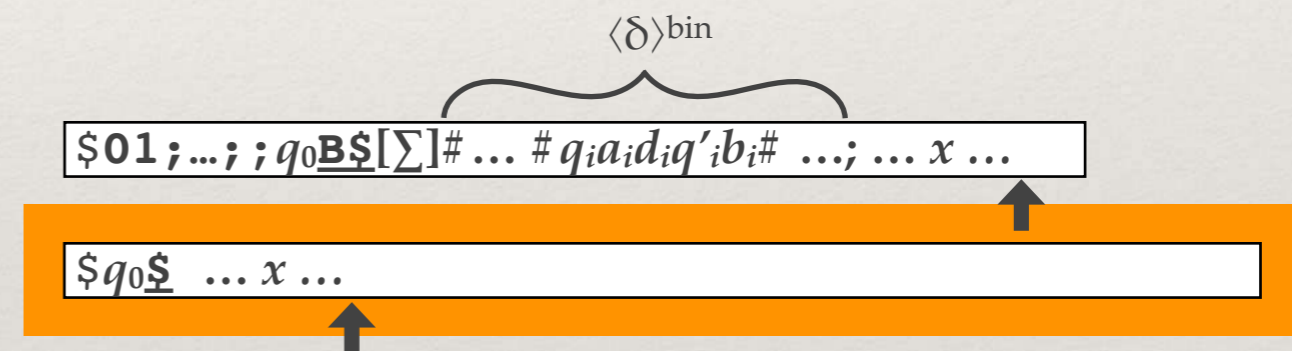 ⟨δ⟩bin
$01;…;;q0B$[∑]# … #qiaidiq′ibi# …; … x …
$q0$ … x …